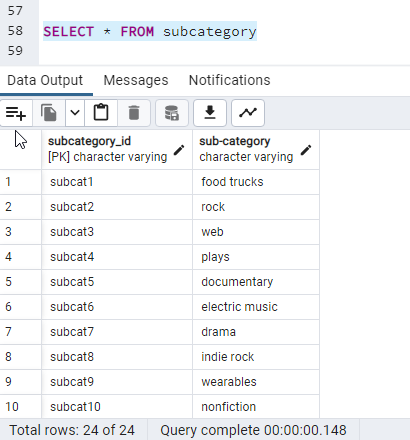 57
58 SELECT * FROM subcategory
59
Data Output Messages Notifications
subcategory_id sub-category
[PK] character varying character varying
1 subcat1 food trucks
2 subcat2 rock
3 subcat3 web
4 subcat4 plays
5 subcat5 documentary
6 subcat6 electric music
7 subcat7 drama
8 subcat8 indie rock
9 subcat9 wearables
10 subcat10 nonfiction
Total rows: 24 of 24 Query complete 00:00:00.148